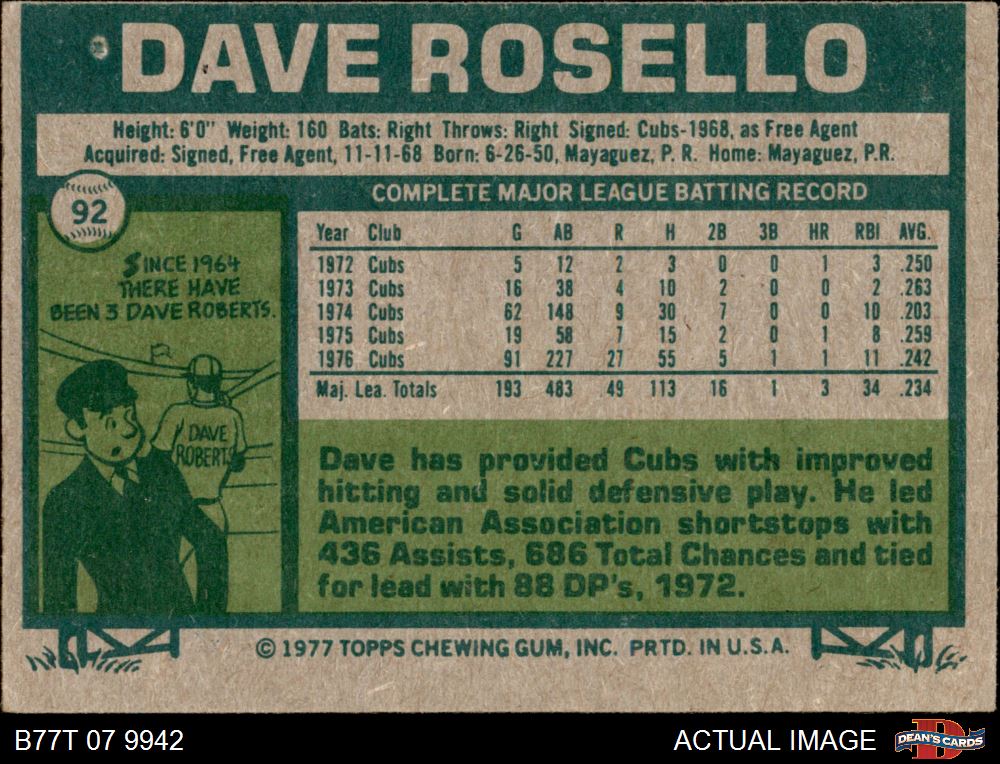 DAVE ROSELLO
Height: 6'0" Weight: 160 Bats: Right Throws: Right Signed: Cubs-1968, as Free Agent
Acquired: Signed, Free Agent, 11-11-68 Born: 6-26-50, Mayaguez, P. R. Home: Mayaguez, P.R.
92
COMPLETE MAJOR LEAGUE BATTING RECORD
Year Club G AB R H 2B 3B HR RBI AVG.
1972 Cubs 5 12 2 3 0 0 1 3 .250
1973 Cubs 16 38 4 10 2 0 0 2 .263
1974 Cubs 62 148 9 30 7 0 0 10 .203
1975 Cubs 19 58 7 15 2 0 1 8 .259
1976 Cubs 91 227 27 55 5 1 1 11 .242
Maj. Lea. Totals 193 483 49 113 16 1 3 34 .234
SINCE 1964
THERE HAVE
BEEN 3 DAVE ROBERTS.
DAVE
ROBERTS
Dave has provided Cubs with improved
hitting and solid defensive play. He led
American Association shortstops with
436 Assists, 686 Total Chances and tied
for lead with 88 DP's, 1972.
© 1977 TOPPS CHEWING GUM, INC. PRTD. IN U.S.A.
B77T 07 9942
ACTUAL IMAGE
DEAN'S CARDS